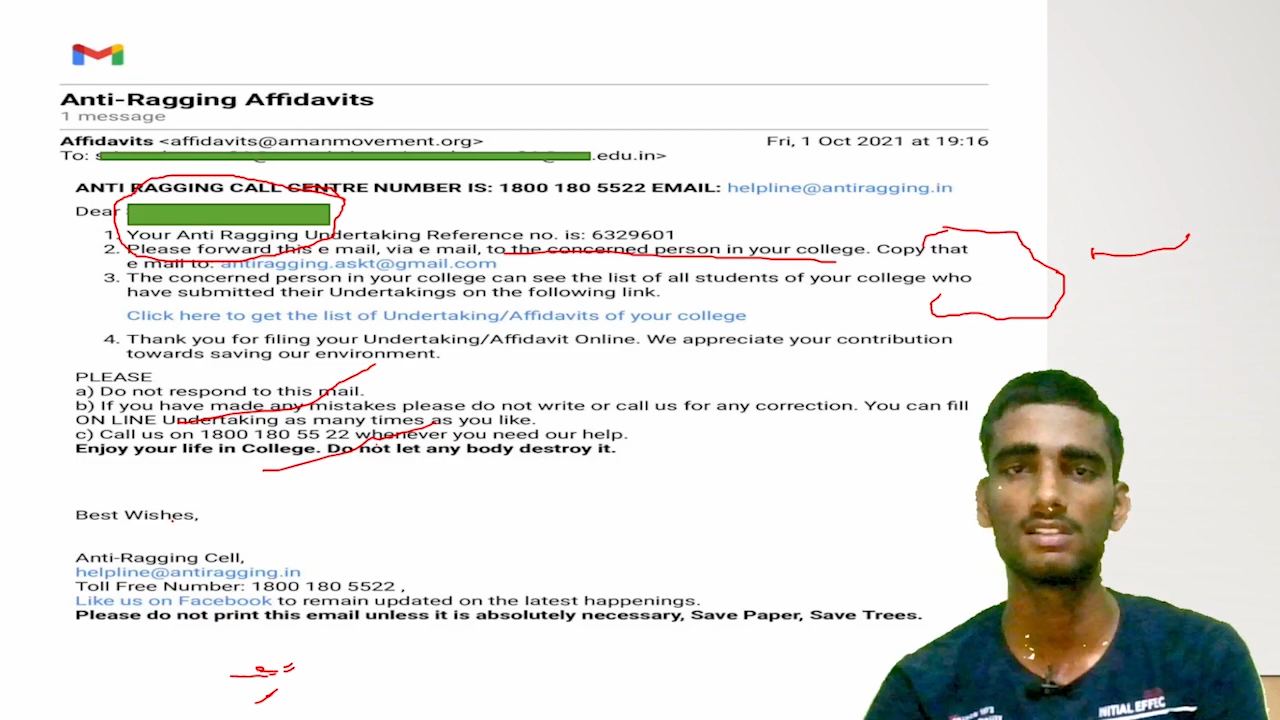 Anti-Ragging Affidavits
1 message
Affidavits <affidavits@amanmovement.org> Fri, 1 Oct 2021 at 19:16
To: .edu.in>
ANTI RAGGING CALL CENTRE NUMBER IS: 1800 180 5522 EMAIL: helpline@antiragging.in
Dear
1. Your Anti Ragging Undertaking Reference no. is: 6329601
2. Please forward this e mail, via e mail, to the concerned person in your college. Copy that
e mail to: antiragging.askt@gmail.com
3. The concerned person in your college can see the list of all students of your college who
have submitted their Undertakings on the following link.
Click here to get the list of Undertaking/Affidavits of your college
4. Thank you for filing your Undertaking/Affidavit Online. We appreciate your contribution
towards saving our environment.
PLEASE
a) Do not respond to this mail.
b) If you have made any mistakes please do not write or call us for any correction. You can fill
ON LINE Undertaking as many times as you like.
c) Call us on 1800 180 55 22 whenever you need our help.
Enjoy your life in College. Do not let any body destroy it.
Best Wishes,
Anti-Ragging Cell,
helpline@antiragging.in
Toll Free Number: 1800 180 5522 ,
Like us on Facebook to remain updated on the latest happenings.
Please do not print this email unless it is absolutely necessary, Save Paper, Save Trees.
INITIAL EFFEC